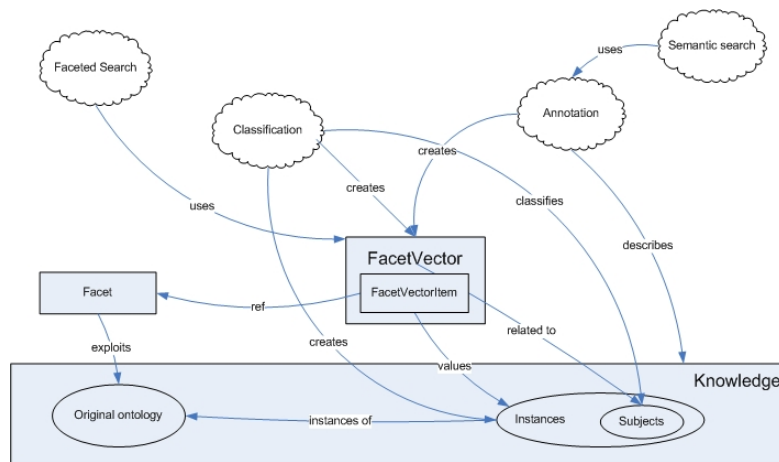 Semantic search
uses
Faceted Search
Annotation
Classification
creates
creates
classifies
uses
describes
FacetVector
FacetVectorItem
Facet
ref
related to
exploits
creates
values
Knowledge
Original ontology
instances of
Instances
Subjects